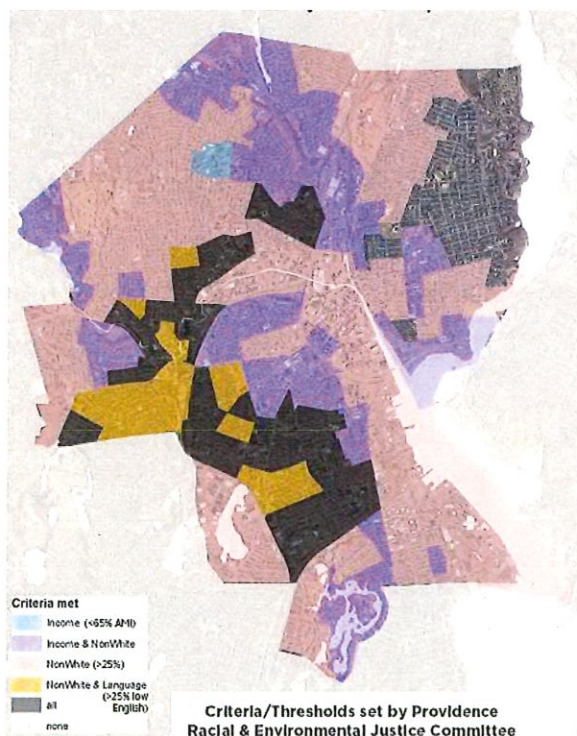 Criteria met
Income (<65% AMI)
Income & NonWhite
NonWhite (>25%)
NonWhite & Language
(>25% low
all English)
none
Criteria/Thresholds set by Providence
Racial & Environmental Justice Committee